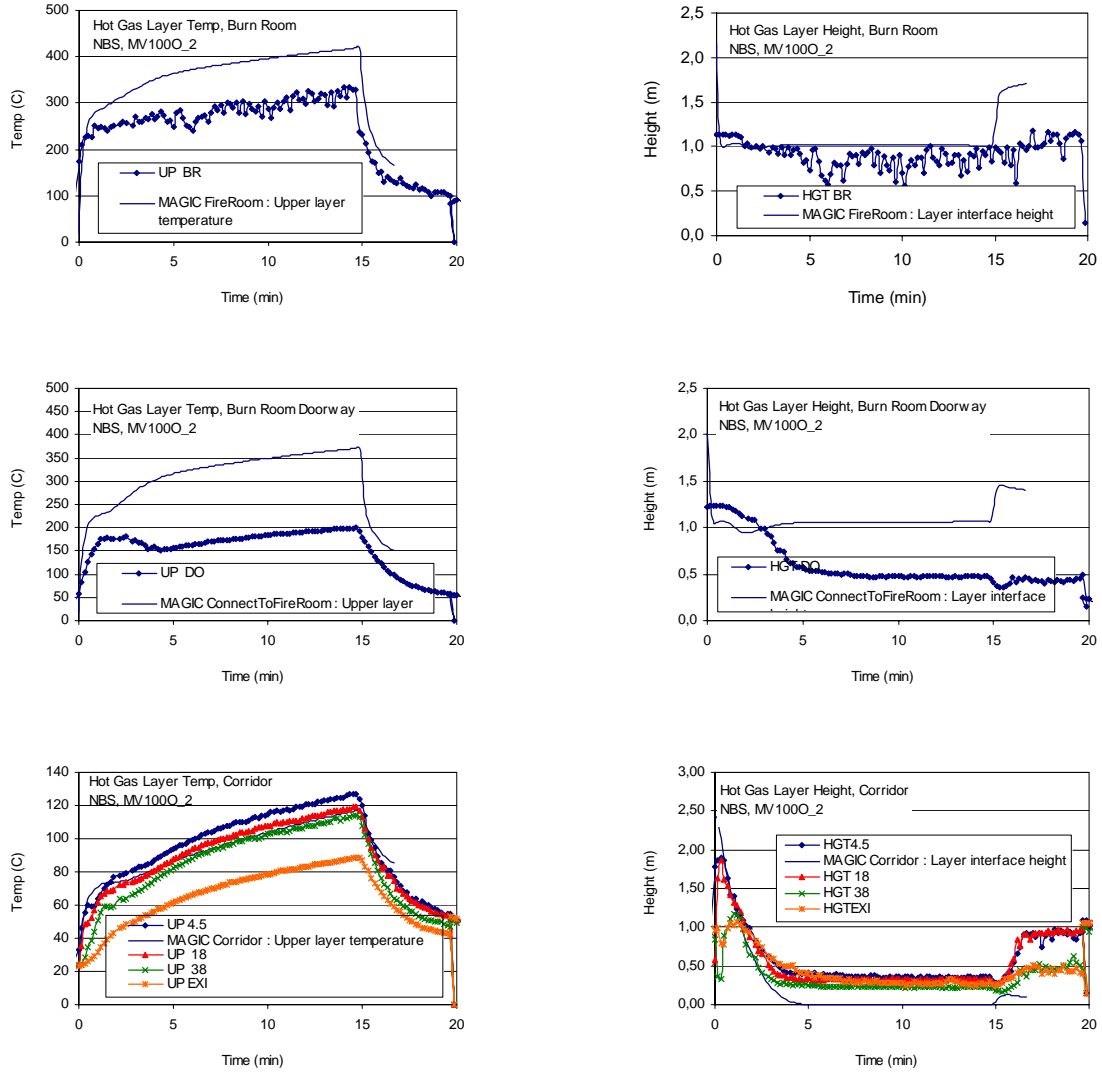 Hot Gas Layer Temp, Burn Room
NBS, MV100O_2
Temp (C)
500
400
300
200
100
0
UP BR
MAGIC FireRoom : Upper layer
temperature
0
5
10
15
20
Time (min)
Hot Gas Layer Height, Burn Room
NBS, MV100O_2
Height (m)
2,5
2,0
1,5
1,0
0,5
0,0
HGT BR
MAGIC FireRoom : Layer interface height
0
5
10
15
20
Time (min)
Hot Gas Layer Temp, Burn Room Doorway
NBS, MV100O_2
Temp (C)
500
450
400
350
300
250
200
150
100
50
0
UP DO
MAGIC ConnectToFireRoom : Upper layer
0
5
10
15
20
Time (min)
Hot Gas Layer Height, Burn Room Doorway
NBS, MV100O_2
Height (m)
2,5
2,0
1,5
1,0
0,5
0,0
HGT DO
MAGIC ConnectToFireRoom : Layer interface
0
5
10
15
20
Time (min)
Hot Gas Layer Temp, Corridor
NBS, MV100O_2
Temp (C)
140
120
100
80
60
40
20
0
UP 4.5
MAGIC Corridor : Upper layer temperature
UP 18
UP 38
UP EXI
0
5
10
15
20
Time (min)
Hot Gas Layer Height, Corridor
NBS, MV100O_2
Height (m)
3,00
2,50
2,00
1,50
1,00
0,50
0,00
HGT4.5
MAGIC Corridor : Layer interface height
HGT 18
HGT 38
HGTEXI
0
5
10
15
20
Time (min)